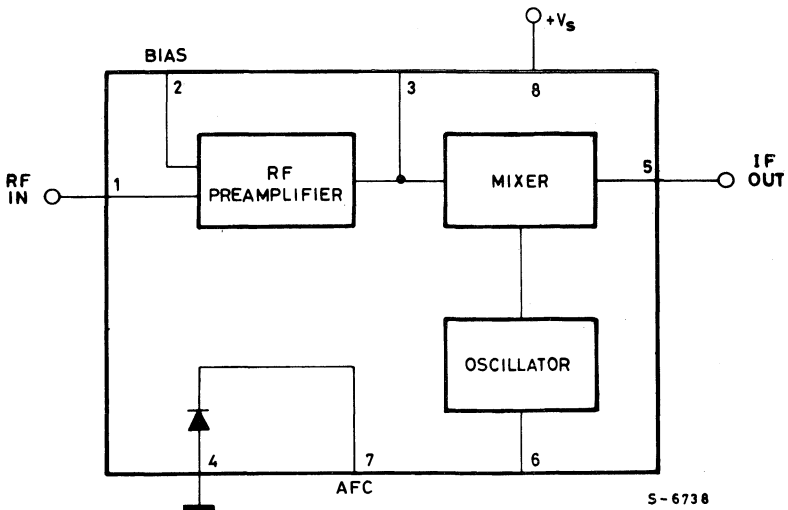 +Vs
BIAS
2
3
8
RF
IN
1
RF
PREAMPLIFIER
MIXER
5
IF
OUT
OSCILLATOR
4
7
6
AFC
S-6738